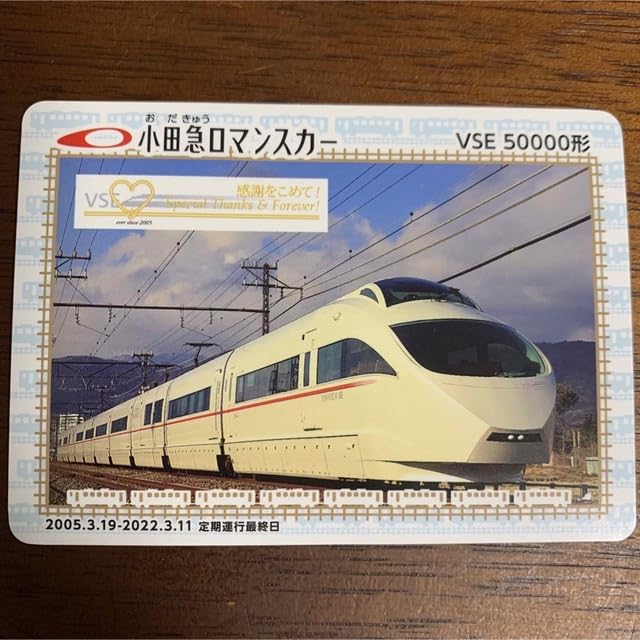 おだきゅう
小田急ロマンスカー
VSE 50000形
VSE
感謝をこめて!
Special Thanks & Forever!
ever since 2005
2005.3.19-2022.3.11 定期運行最終日